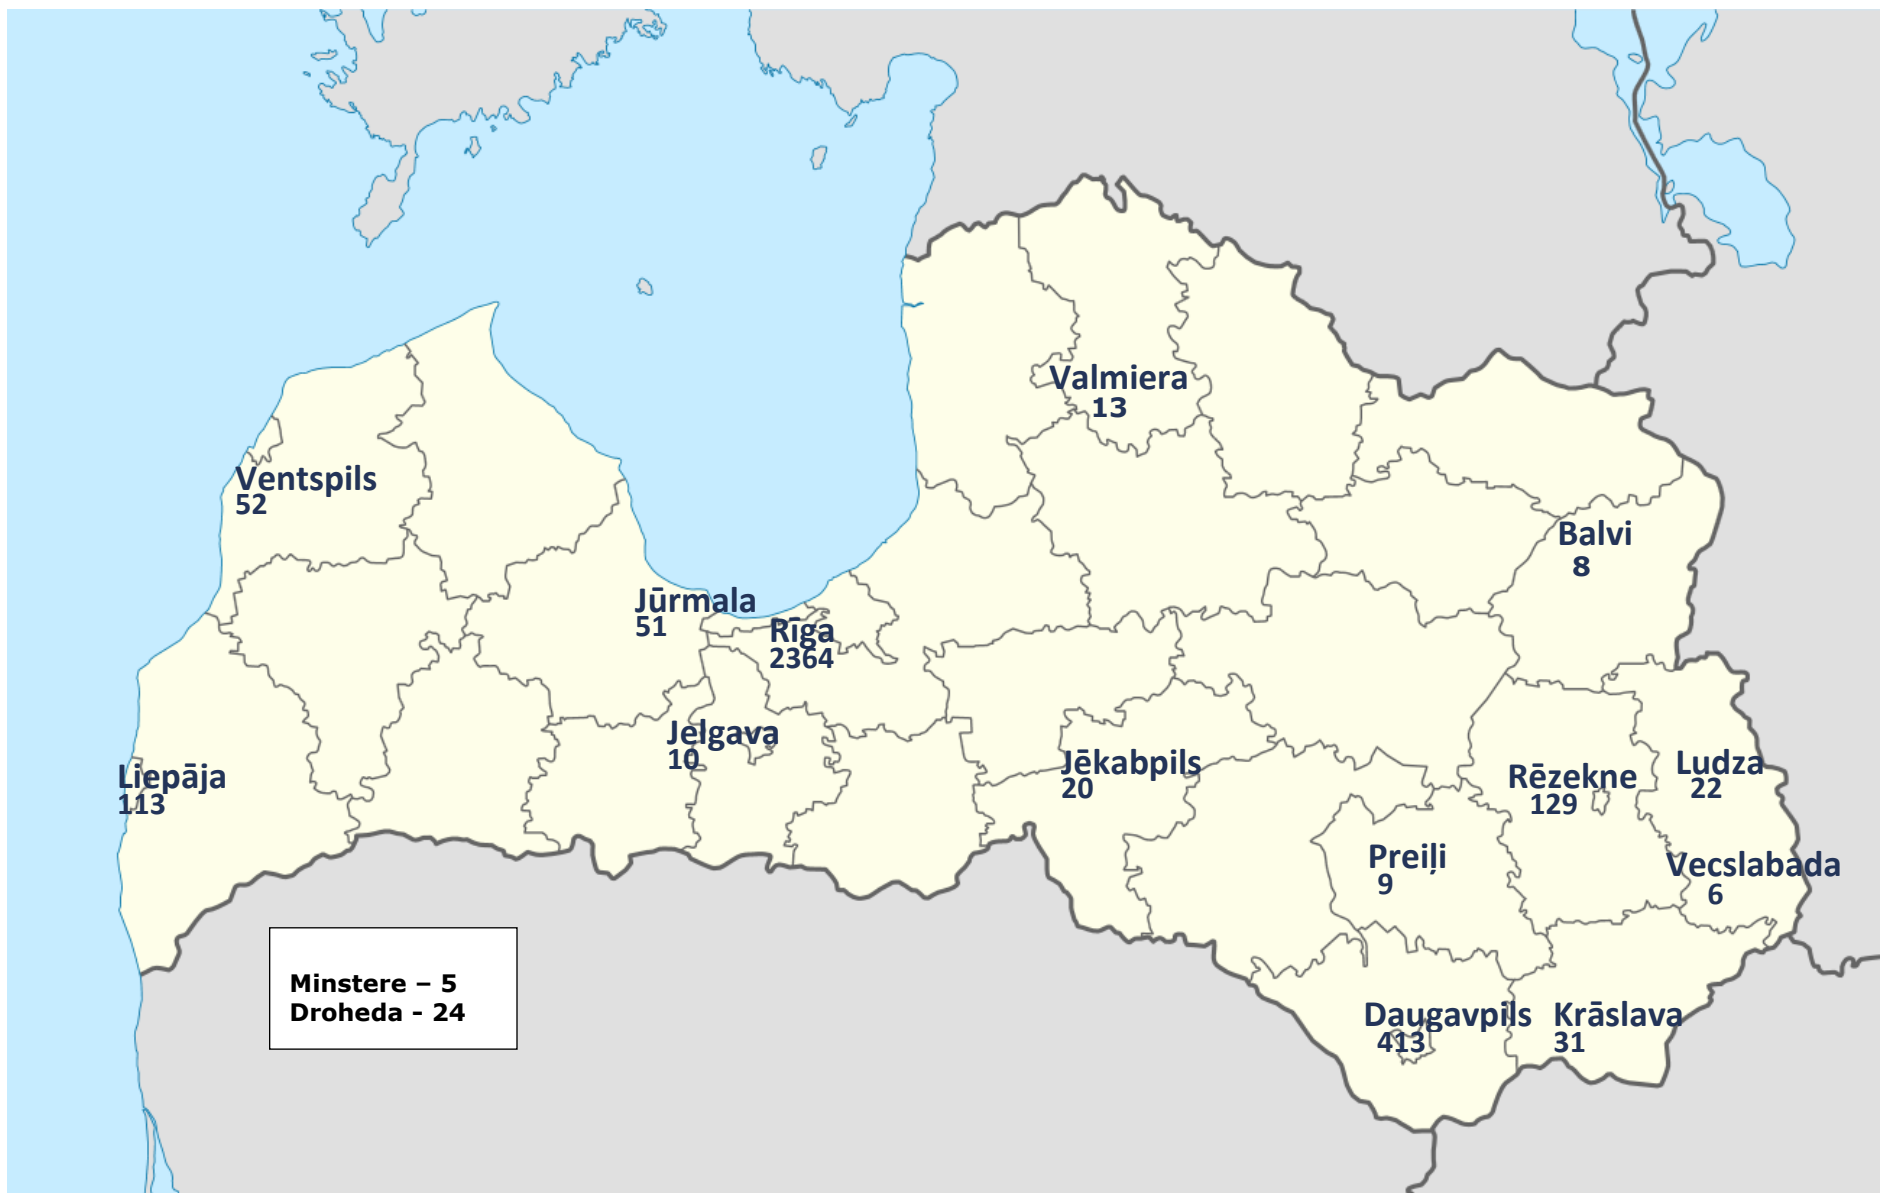 Valmiera
13
Ventspils
52
Balvi
8
Jūrmala
51
Rīga
2364
Jelgava
10
Liepāja
113
Jēkabpils
20
Rēzekne
129
Ludza
22
Preiļi
9
Vecslabada
6
Minstere – 5
Droheda - 24
Daugavpils
413
Krāslava
31